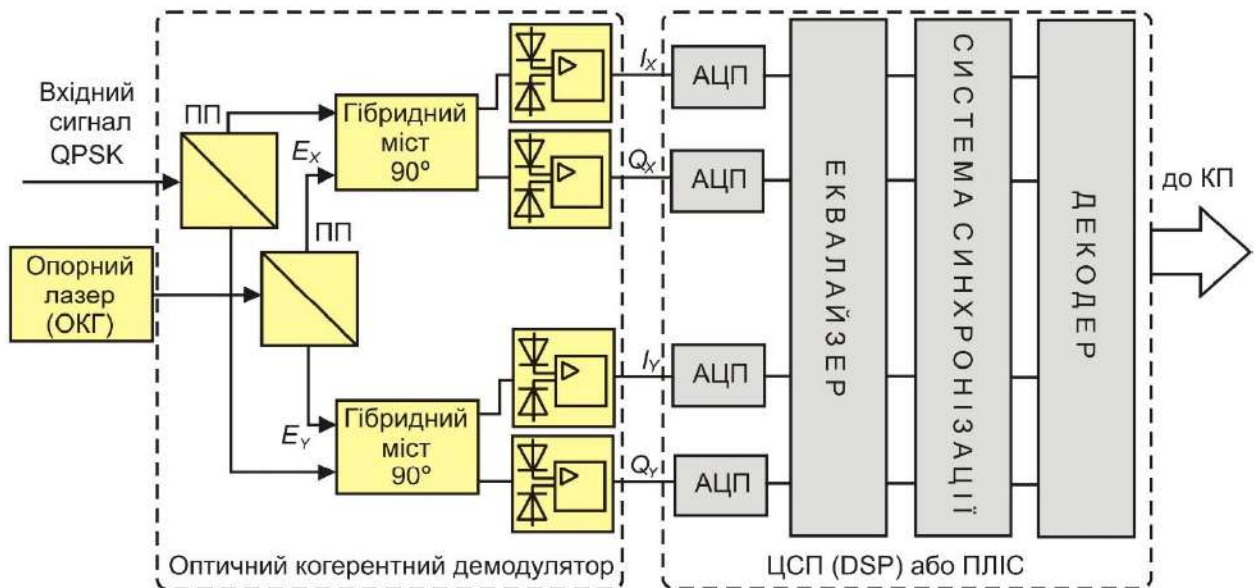 Вхідний
сигнал
QPSK
ПП
E_X
ПП
Опорний
лазер
(ОКГ)
Гібридний
міст
90°
E_Y
Гібридний
міст
90°
I_X
Q_X
I_Y
Q_Y
АЦП
АЦП
АЦП
АЦП
ЕКВАЛАЙЗЕР
СИСТЕМА СИНХРОНІЗАЦІЇ
ДЕКОДЕР
до КП
Оптичний когерентний демодулятор
ЦСП (DSP) або ПЛІС